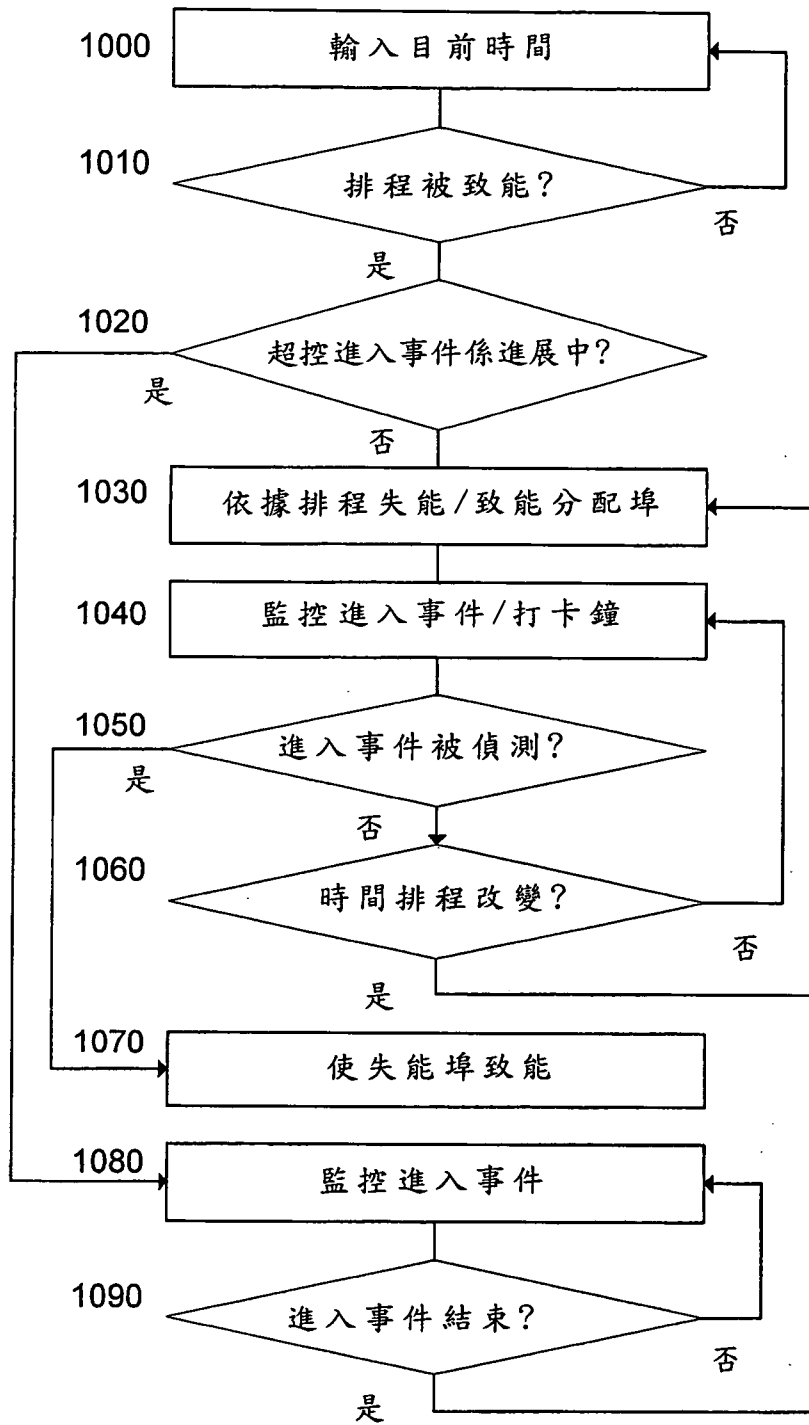 1000
輸入目前時間
1010
排程被致能?
否
是
1020
超控進入事件係進展中?
是
否
1030
依據排程失能/致能分配埠
1040
監控進入事件/打卡鐘
1050
進入事件被偵測?
是
否
1060
時間排程改變?
否
是
1070
使失能埠致能
1080
監控進入事件
1090
進入事件結束?
否
是